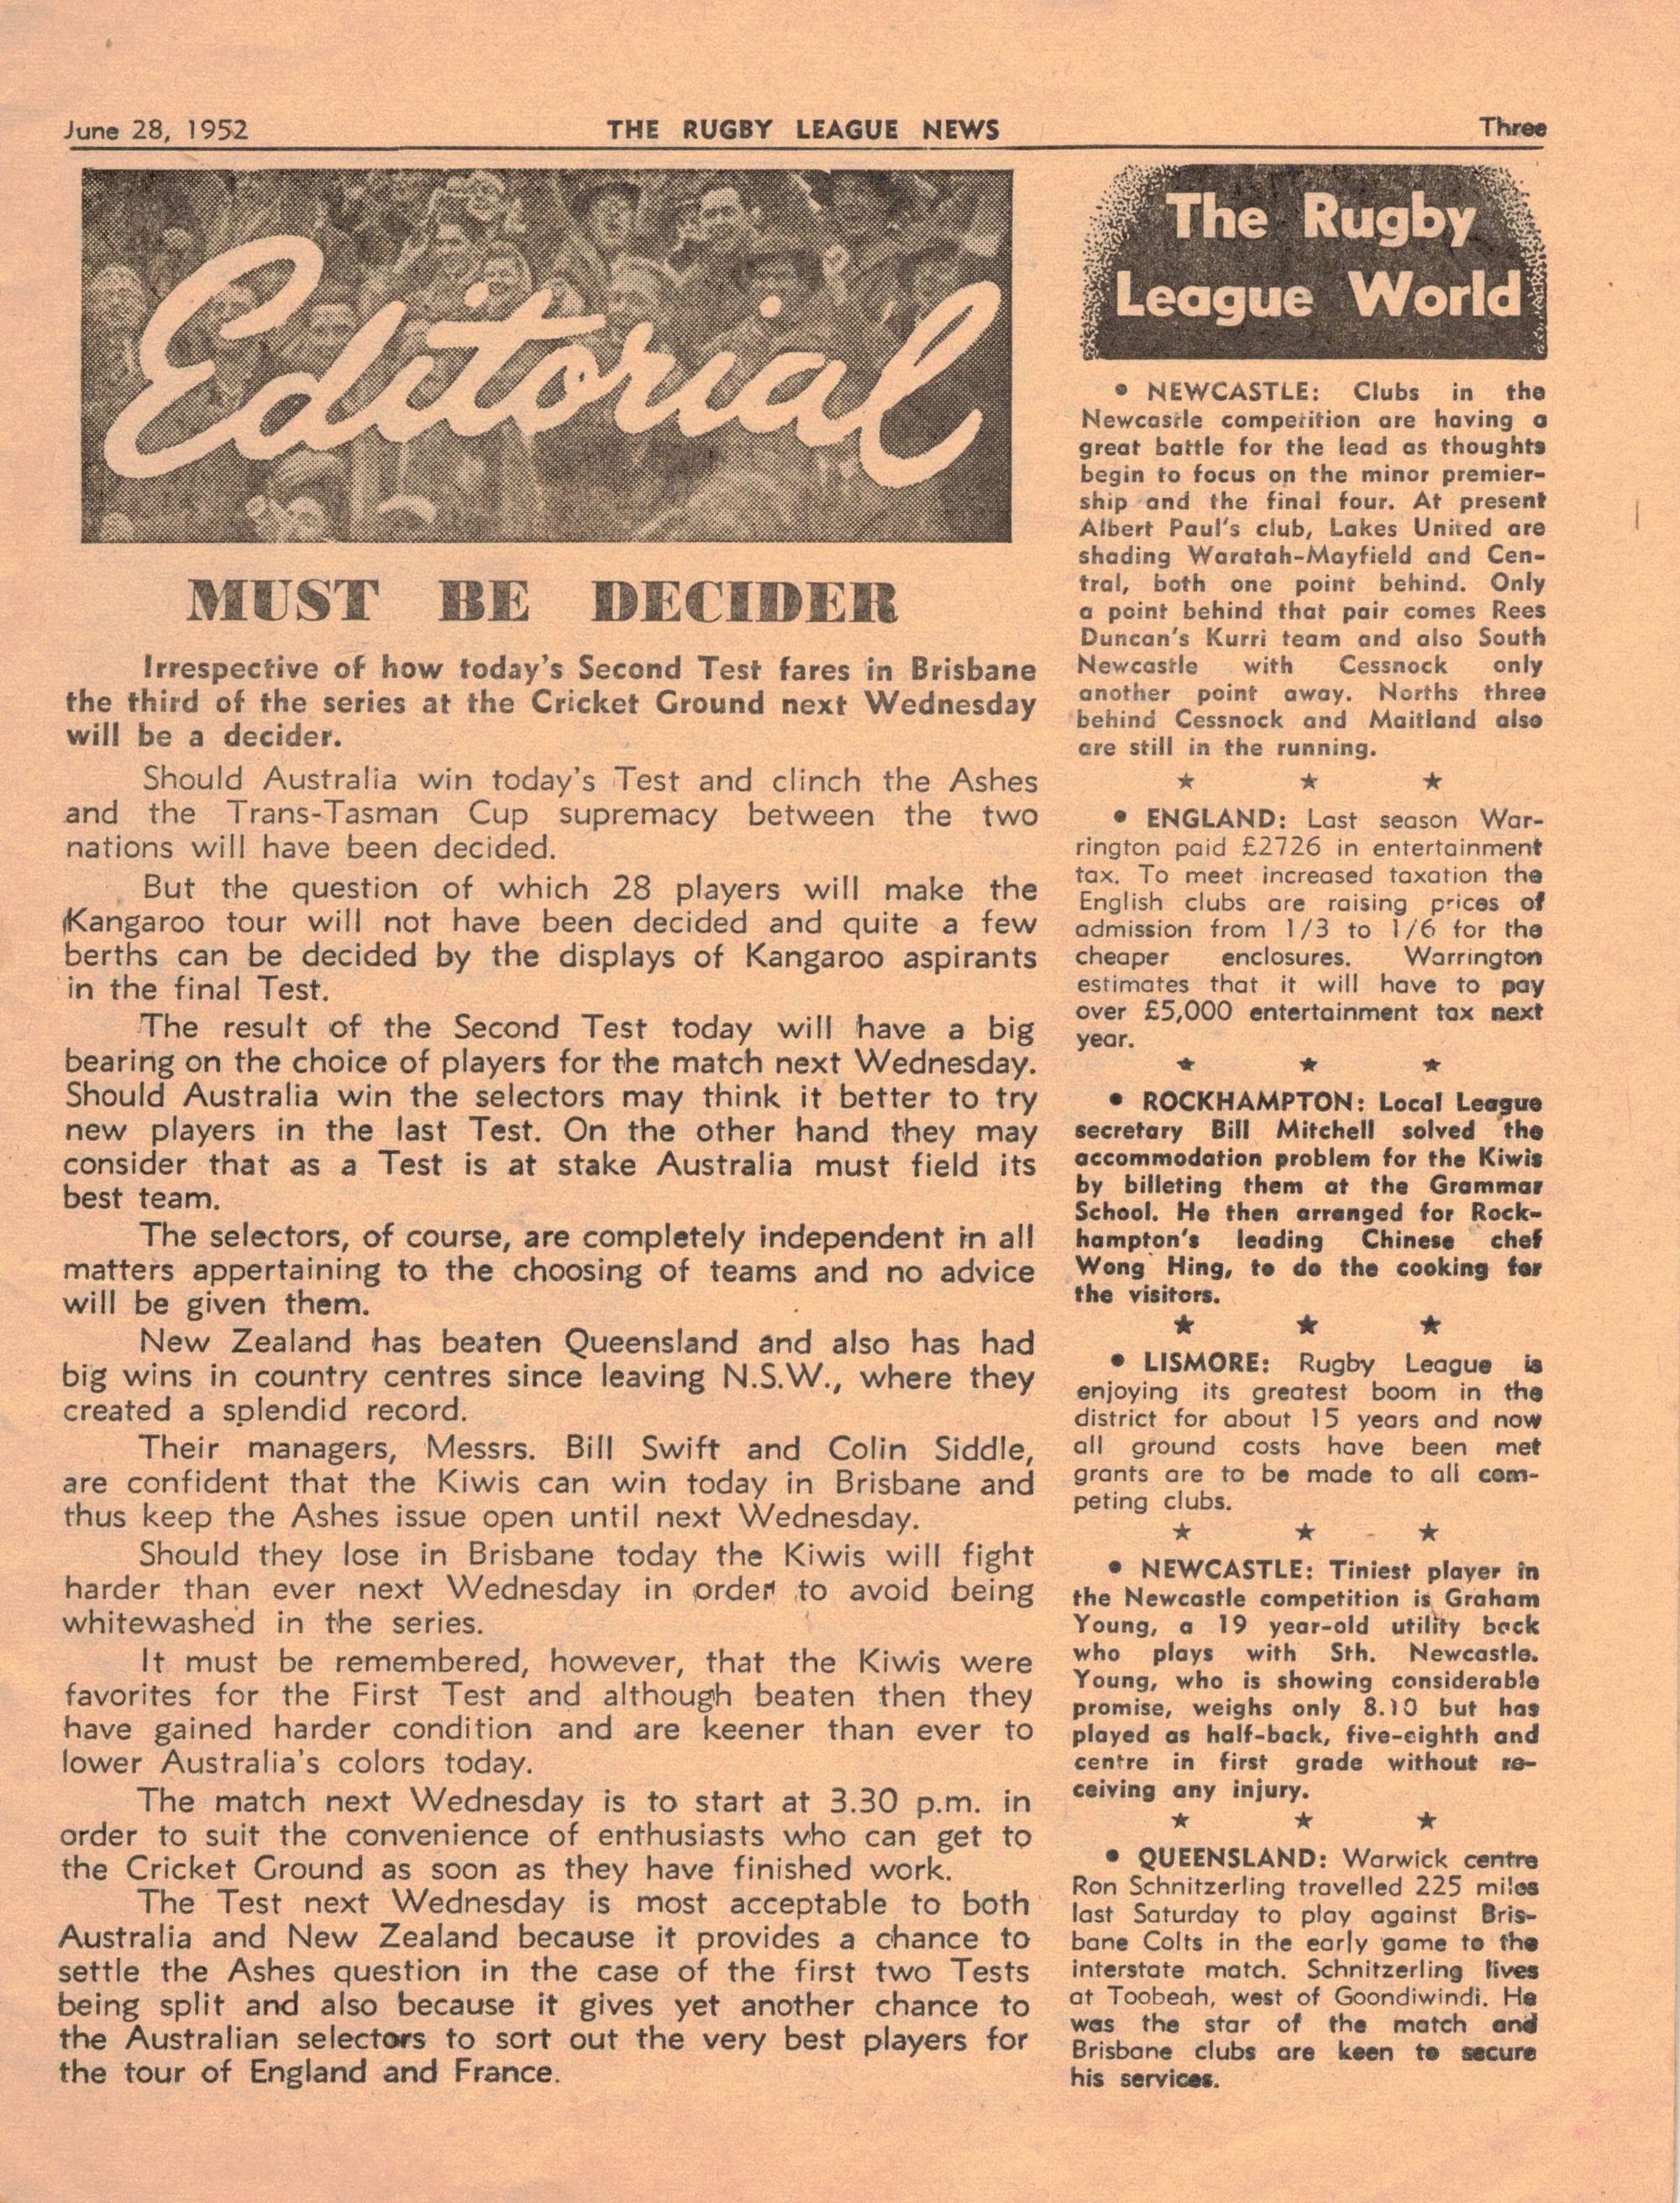 June 28, 1952
THE RUGBY LEAGUE NEWS
Three
Editorial
MUST BE DECIDER
Irrespective of how today's Second Test fares in Brisbane
the third of the series at the Cricket Ground next Wednesday
will be a decider.
Should Australia win today's Test and clinch the Ashes
and the Trans-Tasman Cup supremacy between the two
nations will have been decided.
But the question of which 28 players will make the
Kangaroo tour will not have been decided and quite a few
berths can be decided by the displays of Kangaroo aspirants
in the final Test.
The result of the Second Test today will have a big
bearing on the choice of players for the match next Wednesday.
Should Australia win the selectors may think it better to try
new players in the last Test. On the other hand they may
consider that as a Test is at stake Australia must field its
best team.
The selectors, of course, are completely independent in all
matters appertaining to the choosing of teams and no advice
will be given them.
New Zealand has beaten Queensland and also has had
big wins in country centres since leaving N.S.W., where they
created a splendid record.
Their managers, Messrs. Bill Swift and Colin Siddle,
are confident that the Kiwis can win today in Brisbane and
thus keep the Ashes issue open until next Wednesday.
Should they lose in Brisbane today the Kiwis will fight
harder than ever next Wednesday in order to avoid being
whitewashed in the series.
It must be remembered, however, that the Kiwis were
favorites for the First Test and although beaten then they
have gained harder condition and are keener than ever to
lower Australia's colors today.
The match next Wednesday is to start at 3.30 p.m. in
order to suit the convenience of enthusiasts who can get to
the Cricket Ground as soon as they have finished work.
The Test next Wednesday is most acceptable to both
Australia and New Zealand because it provides a chance to
settle the Ashes question in the case of the first two Tests
being split and also because it gives yet another chance to
the Australian selectors to sort out the very best players for
the tour of England and France.
The Rugby
League World
• NEWCASTLE: Clubs in the
Newcastle competition are having a
great battle for the lead as thoughts
begin to focus on the minor premier-
ship and the final four. At present
Albert Paul's club, Lakes United are
shading Waratah-Mayfield and Cen-
tral, both one point behind. Only
a point behind that pair comes Rees
Duncan's Kurri team and also South
Newcastle with Cessnock only
another point away. Norths three
behind Cessnock and Maitland also
are still in the running.
★ ★ ★
• ENGLAND: Last season War-
rington paid £2726 in entertainment
tax. To meet increased taxation the
English clubs are raising prices of
admission from 1/3 to 1/6 for the
cheaper enclosures. Warrington
estimates that it will have to pay
over £5,000 entertainment tax next
year.
★ ★ ★
• ROCKHAMPTON: Local League
secretary Bill Mitchell solved the
accommodation problem for the Kiwis
by billeting them at the Grammar
School. He then arranged for Rock-
hampton's leading Chinese chef
Wong Hing, to do the cooking for
the visitors.
★ ★ ★
• LISMORE: Rugby League is
enjoying its greatest boom in the
district for about 15 years and now
all ground costs have been met
grants are to be made to all com-
peting clubs.
★ ★ ★
• NEWCASTLE: Tiniest player in
the Newcastle competition is Graham
Young, a 19 year-old utility back
who plays with Sth. Newcastle.
Young, who is showing considerable
promise, weighs only 8.10 but has
played as half-back, five-eighth and
centre in first grade without re-
ceiving any injury.
★ ★ ★
• QUEENSLAND: Warwick centre
Ron Schnitzerling travelled 225 miles
last Saturday to play against Bris-
bane Colts in the early game to the
interstate match. Schnitzerling lives
at Toobeah, west of Goondiwindi. He
was the star of the match and
Brisbane clubs are keen to secure
his services.